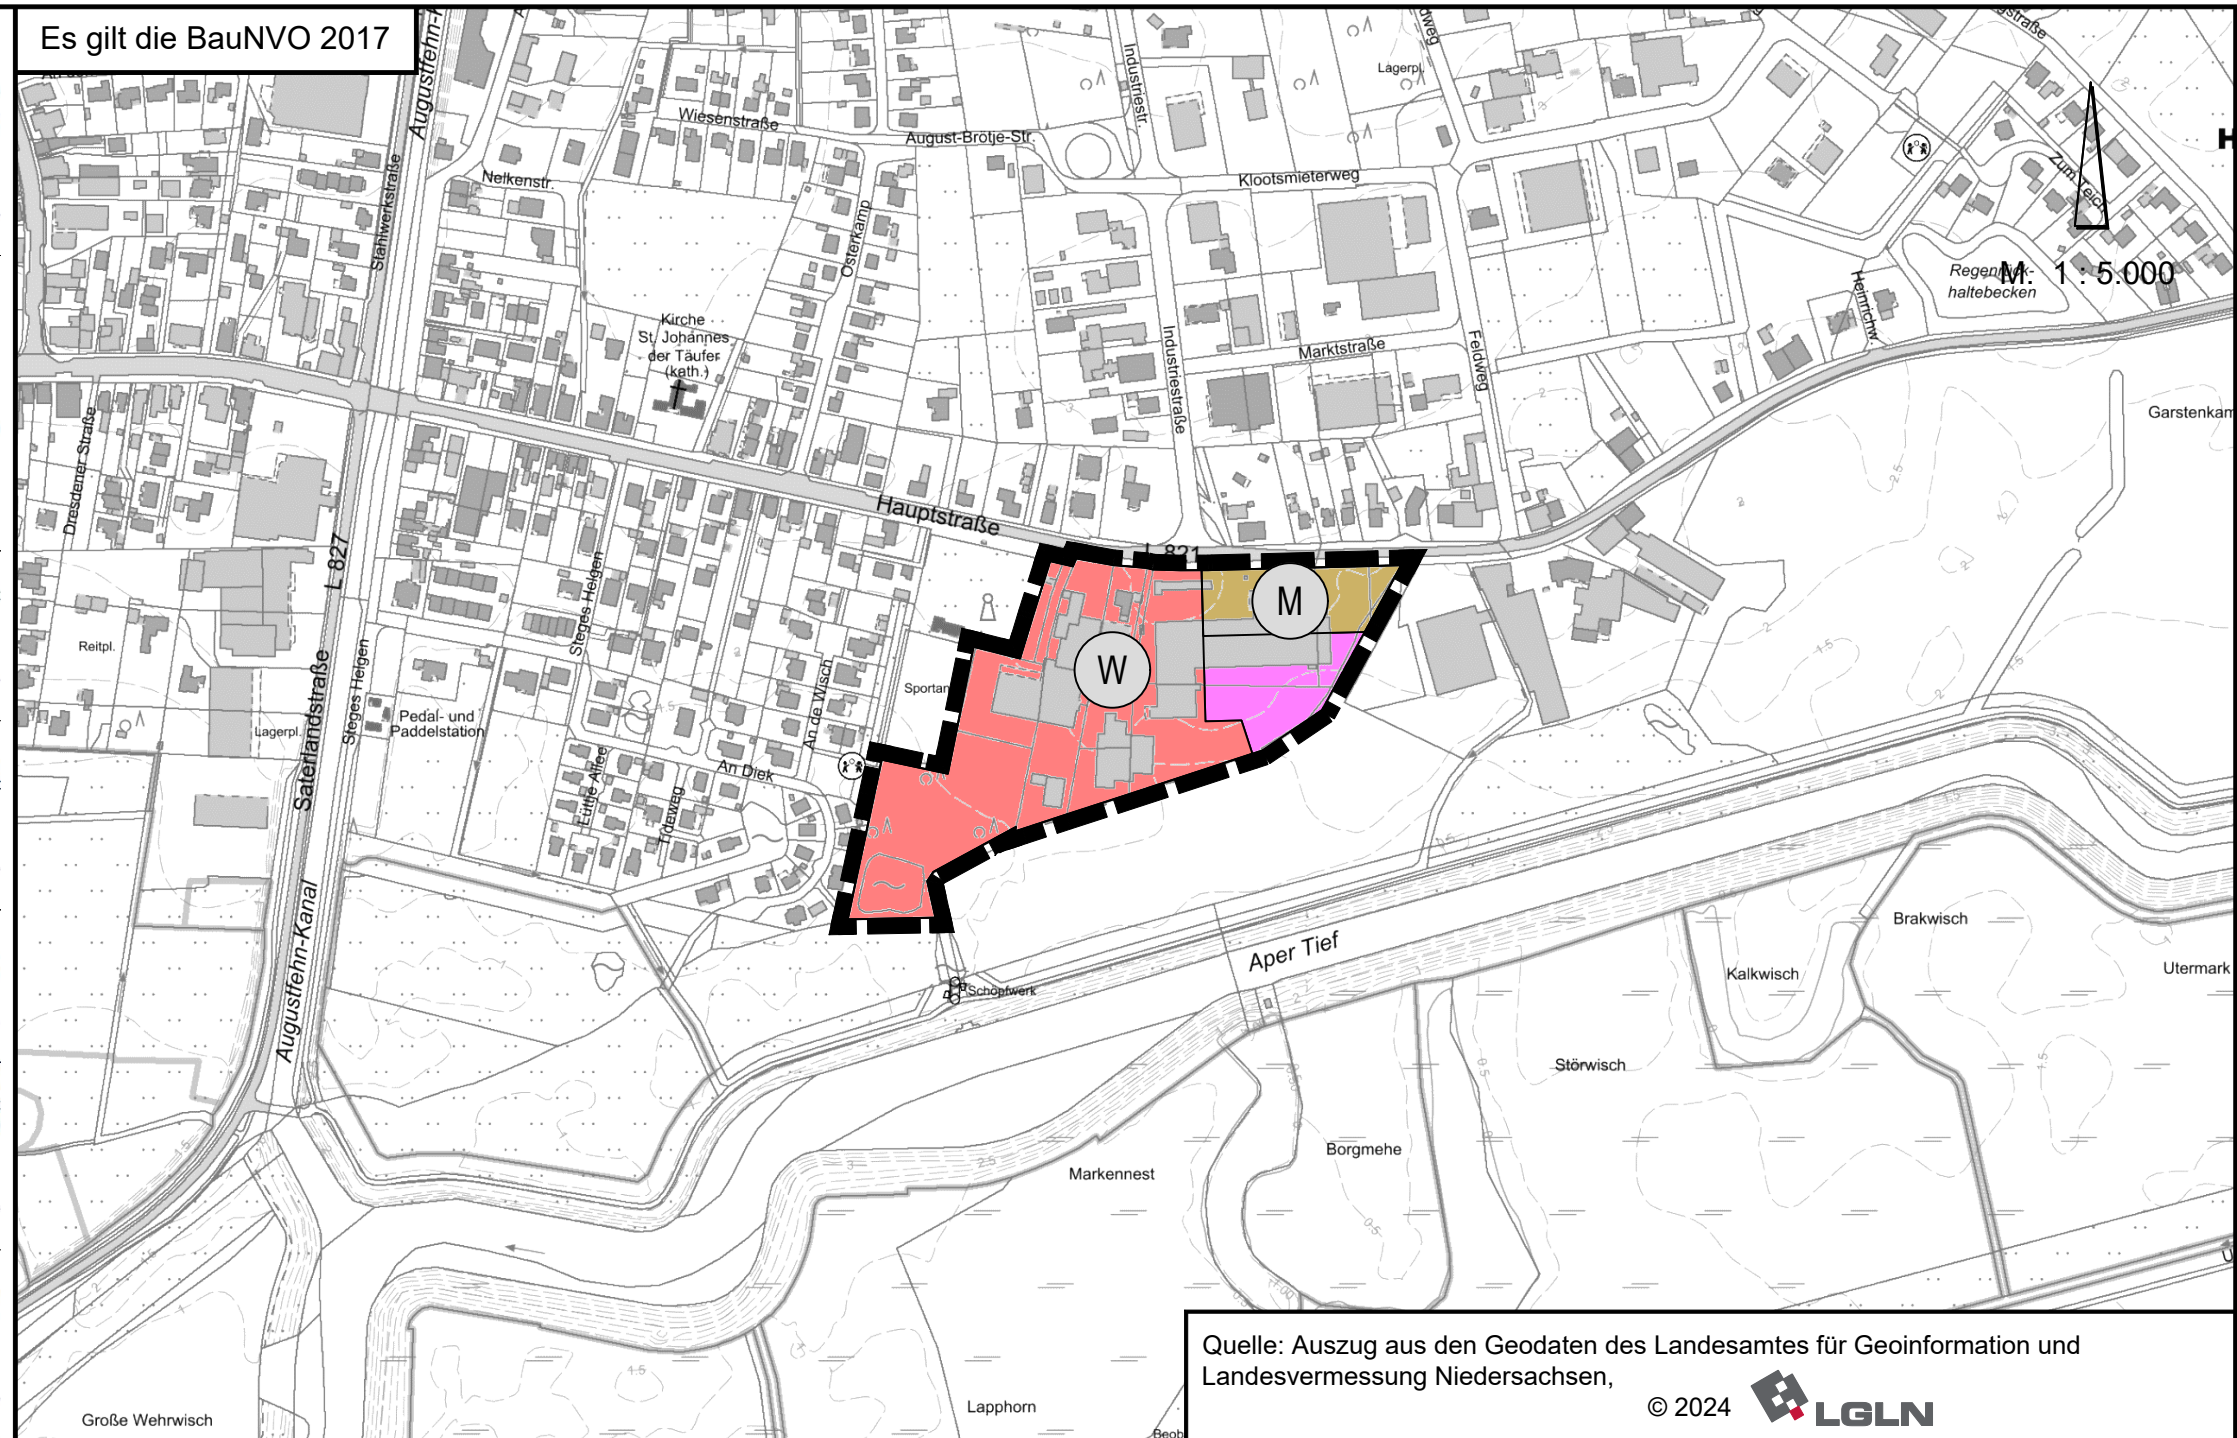 Es gilt die BauNVO 2017
Wiesenstraße
August-Brötje-Str.
Industriestr.
Lagerpl.
Nelkenstr.
Klootsmieterweg
Stahlwerkstraße
Osterkamp
Zum Teich
Regenrück-
haltebecken
M. 1 : 5.000
Heinrichw.
Kirche
St. Johannes
der Täufer
(kath.)
Industriestraße
Marktstraße
Feldweg
Dresdener Straße
Hauptstraße
L 821
L 827
Steges Helgen
M
W
Reitpl.
Saterlandstraße
Steges Helgen
Pedal- und
Paddelstation
Lagerpl.
An de Wisch
An Diek
Lüttje Allee
Augustfehn-Kanal
Aper Tief
Schöpfwerk
Brakwisch
Kalkwisch
Utermark
Störwisch
Borgmehe
Markennest
Große Wehrwisch
Lapphorn
Quelle: Auszug aus den Geodaten des Landesamtes für Geoinformation und
Landesvermessung Niedersachsen,
© 2024
LGLN